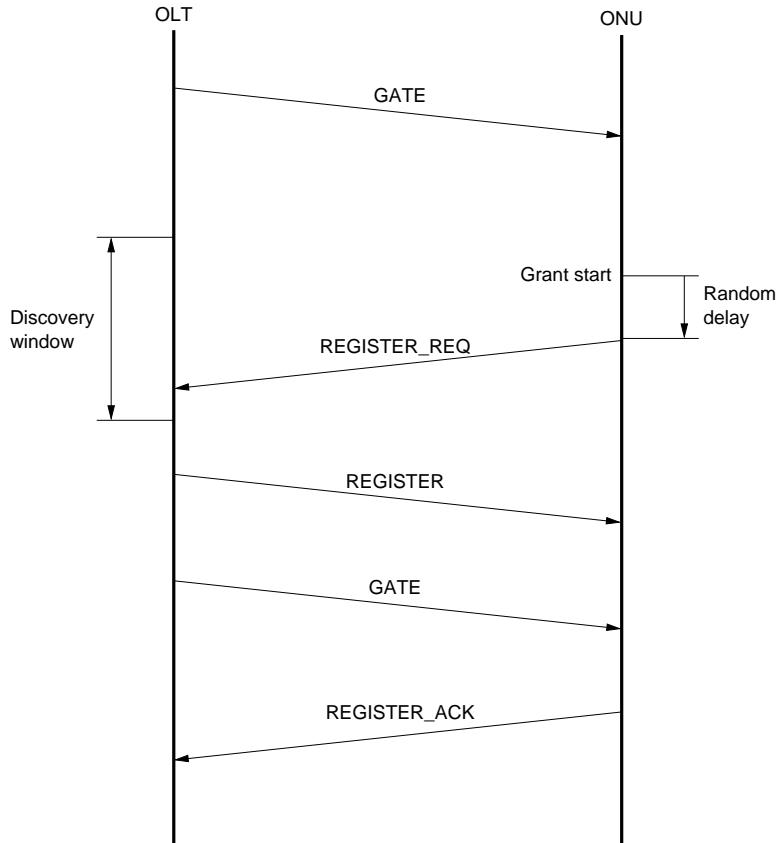 OLT
ONU
GATE
Grant start
Random
delay
Discovery
window
REGISTER_REQ
REGISTER
GATE
REGISTER_ACK